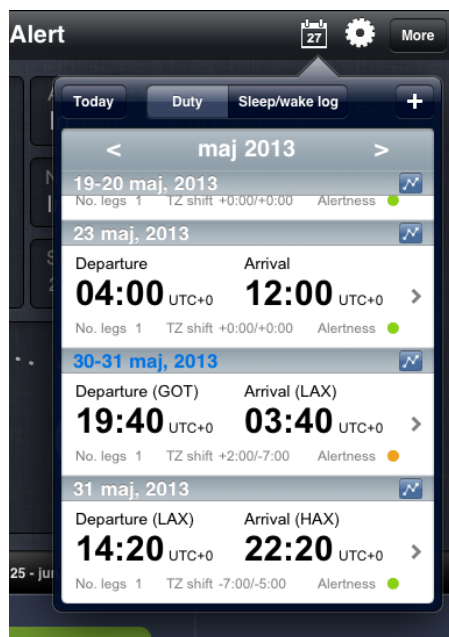 Alert
27
More
Today
Duty
Sleep/wake log
+
< maj 2013 >
19-20 maj, 2013
No. legs 1 TZ shift +0:00/+0:00 Alertness
23 maj, 2013
Departure Arrival
04:00 UTC+0 12:00 UTC+0 >
No. legs 1 TZ shift +0:00/+0:00 Alertness
30-31 maj, 2013
Departure (GOT) Arrival (LAX)
19:40 UTC+0 03:40 UTC+0 >
No. legs 1 TZ shift +2:00/-7:00 Alertness
31 maj, 2013
Departure (LAX) Arrival (HAX)
14:20 UTC+0 22:20 UTC+0 >
No. legs 1 TZ shift -7:00/-5:00 Alertness
25 - ju